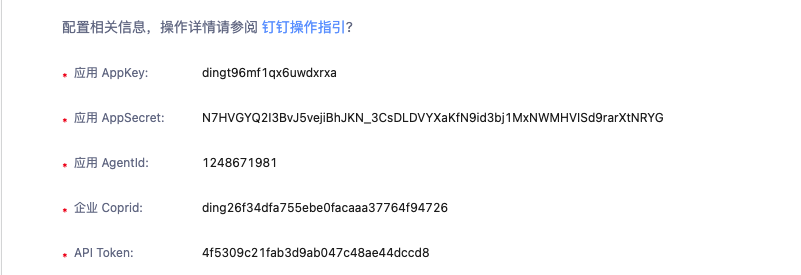 配置相关信息，操作详情请参阅 钉钉操作指引?
* 应用 AppKey: dingt96mf1qx6uwdxrxa
* 应用 AppSecret: N7HVGYQ2I3BvJ5vejiBhJKN_3CsDLDVYXaKfN9id3bj1MxNWMHVlSd9rarXtNRYG
* 应用 AgentId: 1248671981
* 企业 Coprid: ding26f34dfa755ebe0facaaa37764f94726
* API Token: 4f5309c21fab3d9ab047c48ae44dccd8